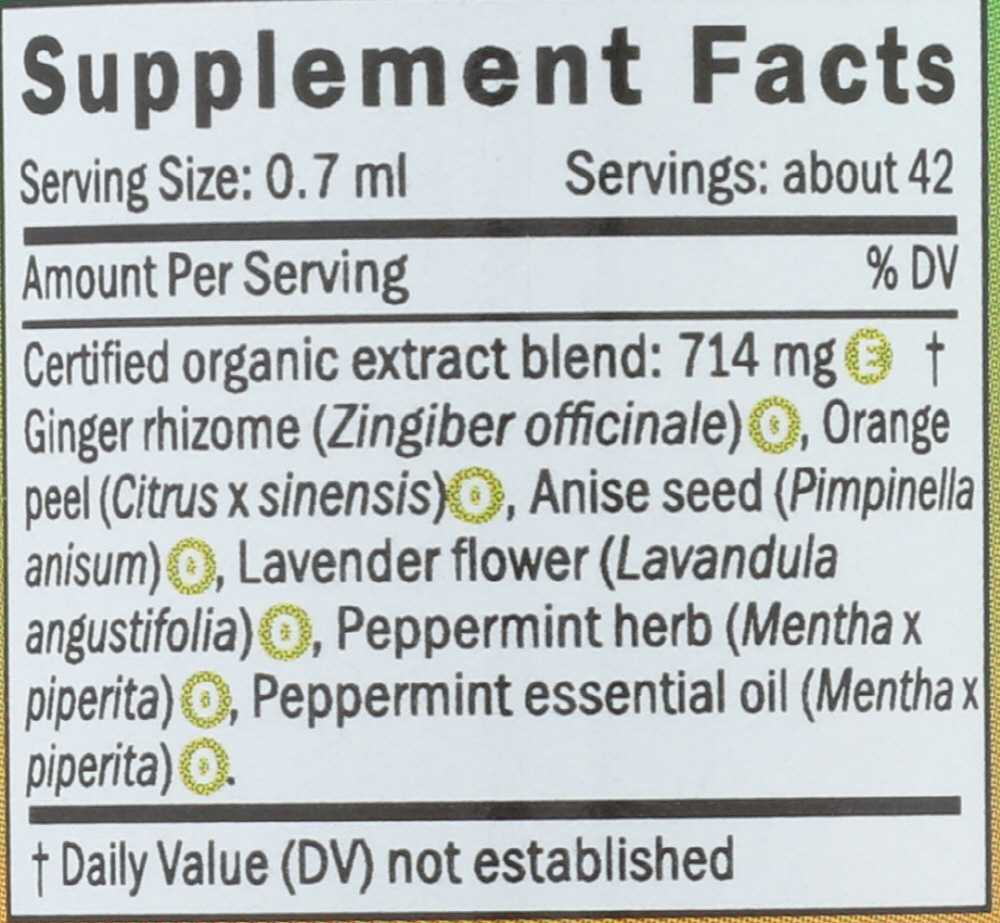 Supplement Facts
Serving Size: 0.7 ml Servings: about 42
Amount Per Serving % DV
Certified organic extract blend: 714 mg E †
Ginger rhizome (Zingiber officinale) O, Orange
peel (Citrus x sinensis) O, Anise seed (Pimpinella
anisum) O, Lavender flower (Lavandula
angustifolia) O, Peppermint herb (Mentha x
piperita) O, Peppermint essential oil (Mentha x
piperita) O.
† Daily Value (DV) not established